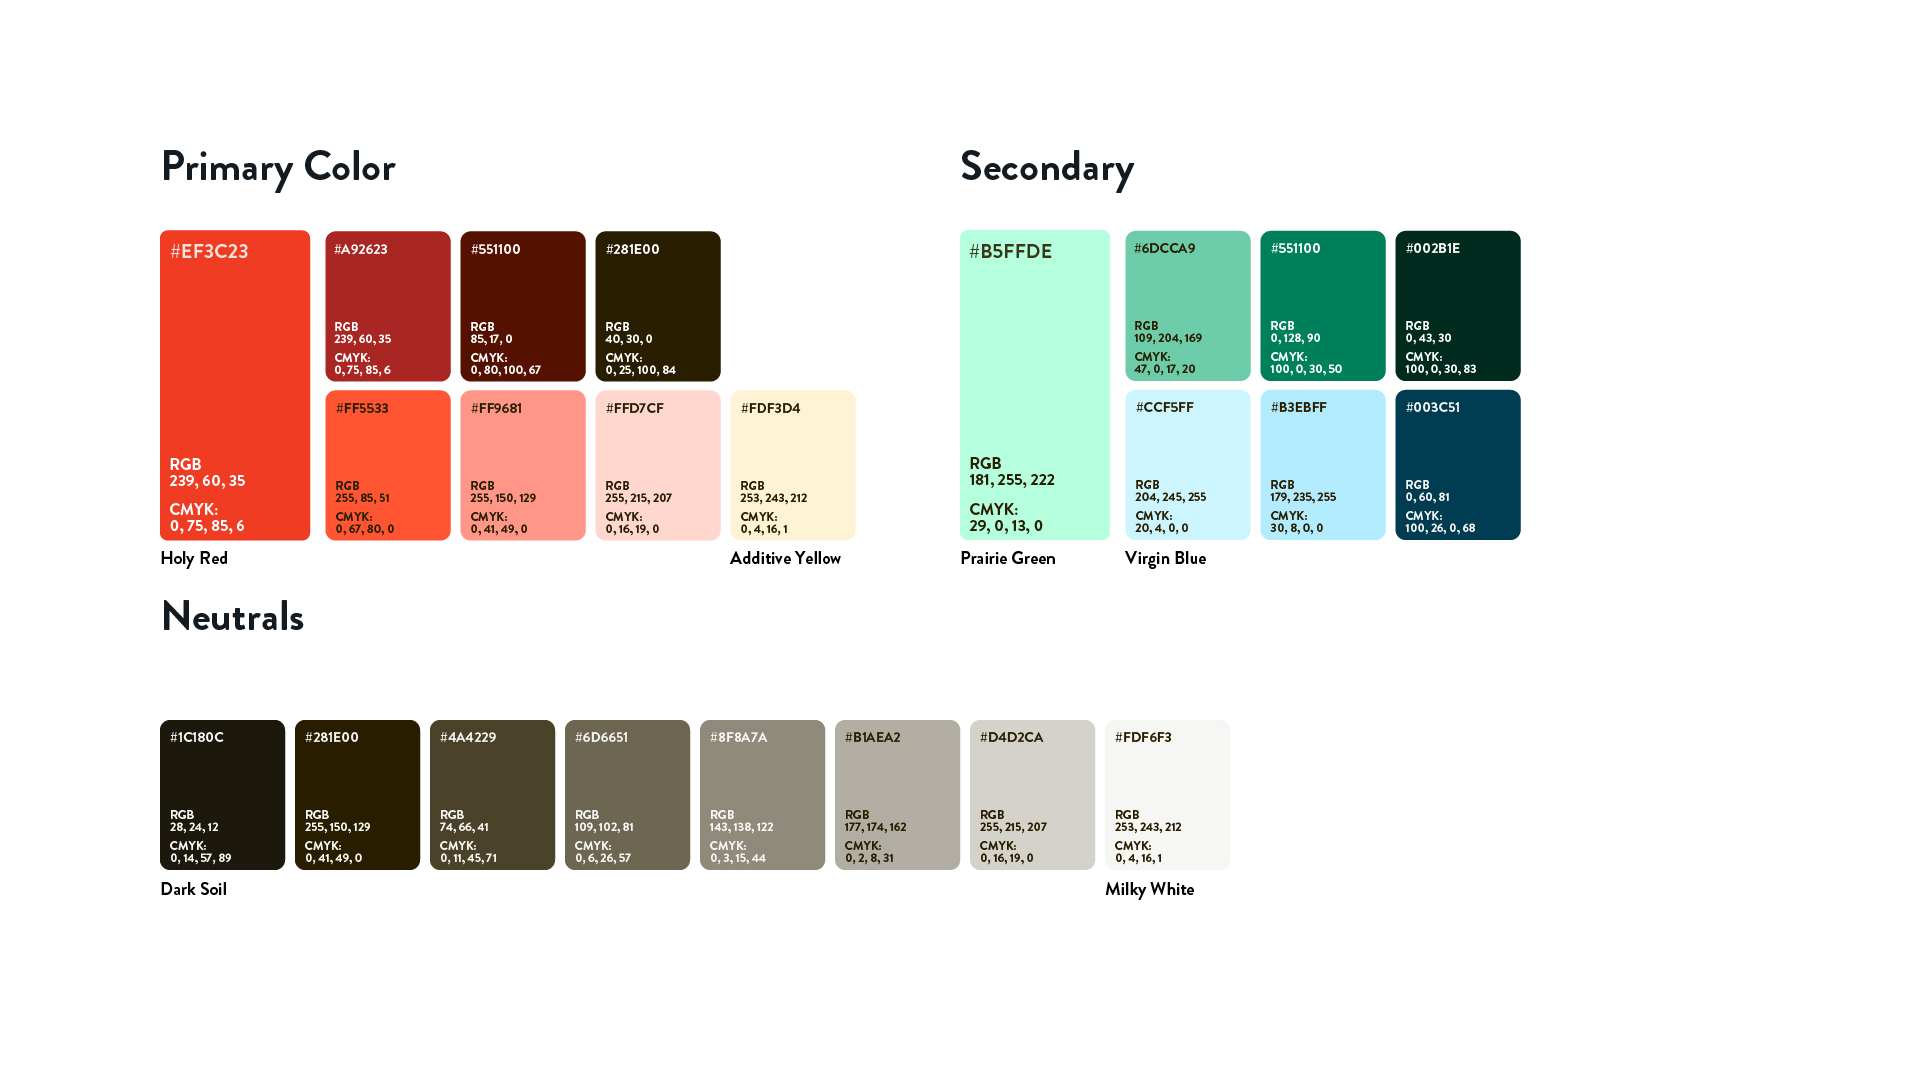 Primary Color
#EF3C23
RGB
239, 60, 35
CMYK:
0, 75, 85, 6
Holy Red
#A92623
RGB
239, 60, 35
CMYK:
0, 75, 85, 6
#551100
RGB
85, 17, 0
CMYK:
0, 80, 100, 67
#281E00
RGB
40, 30, 0
CMYK:
0, 25, 100, 84
#FF5533
RGB
255, 85, 51
CMYK:
0, 67, 80, 0
#FF9681
RGB
255, 150, 129
CMYK:
0, 41, 49, 0
#FFD7CF
RGB
255, 215, 207
CMYK:
0, 16, 19, 0
#FDF3D4
RGB
253, 243, 212
CMYK:
0, 4, 16, 1
Additive Yellow
Secondary
#B5FFDE
RGB
181, 255, 222
CMYK:
29, 0, 13, 0
Prairie Green
#6DCCA9
RGB
109, 204, 169
CMYK:
47, 0, 17, 20
#551100
RGB
0, 128, 90
CMYK:
100, 0, 30, 50
#002B1E
RGB
0, 43, 30
CMYK:
100, 0, 30, 83
#CCF5FF
RGB
204, 245, 255
CMYK:
20, 4, 0, 0
Virgin Blue
#B3EBFF
RGB
179, 235, 255
CMYK:
30, 8, 0, 0
#003C51
RGB
0, 60, 81
CMYK:
100, 26, 0, 68
Neutrals
#1C180C
RGB
28, 24, 12
CMYK:
0, 14, 57, 89
Dark Soil
#281E00
RGB
255, 150, 129
CMYK:
0, 41, 49, 0
#4A4229
RGB
74, 66, 41
CMYK:
0, 11, 45, 71
#6D6651
RGB
109, 102, 81
CMYK:
0, 6, 26, 57
#8F8A7A
RGB
143, 138, 122
CMYK:
0, 3, 15, 44
#B1AEA2
RGB
177, 174, 162
CMYK:
0, 2, 8, 31
#D4D2CA
RGB
255, 215, 207
CMYK:
0, 16, 19, 0
#FDF6F3
RGB
253, 243, 212
CMYK:
0, 4, 16, 1
Milky White